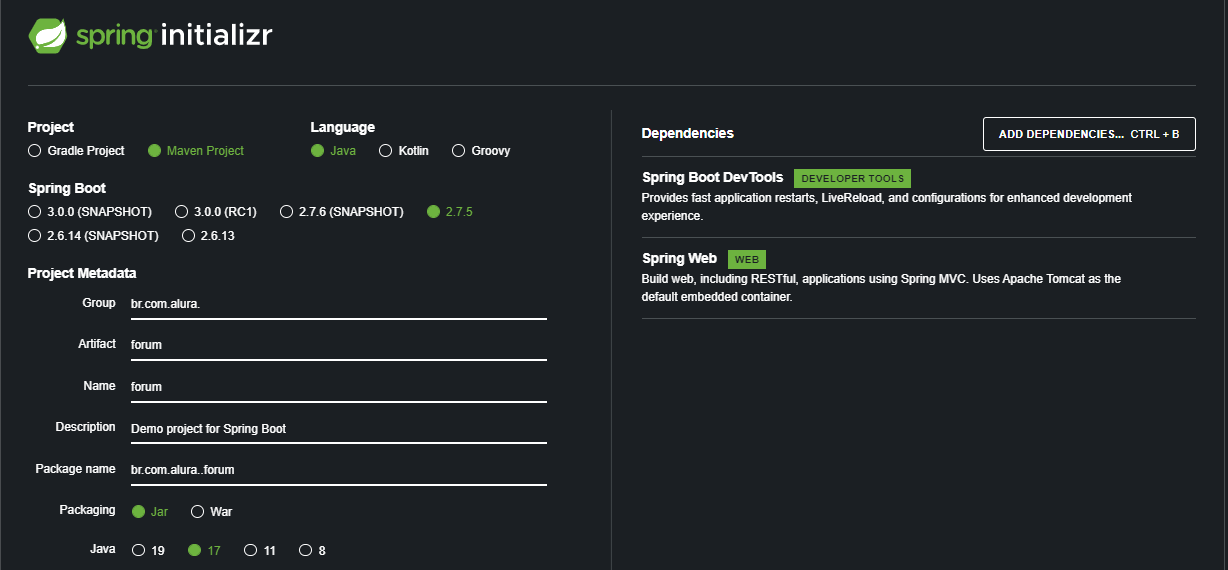 spring initializr
Project
Gradle Project Maven Project
Language
Java Kotlin Groovy
Spring Boot
3.0.0 (SNAPSHOT) 3.0.0 (RC1) 2.7.6 (SNAPSHOT) 2.7.5
2.6.14 (SNAPSHOT) 2.6.13
Project Metadata
Group br.com.alura.
Artifact forum
Name forum
Description Demo project for Spring Boot
Package name br.com.alura..forum
Packaging Jar War
Java 19 17 11 8
Dependencies ADD DEPENDENCIES... CTRL + B
Spring Boot DevTools DEVELOPER TOOLS
Provides fast application restarts, LiveReload, and configurations for enhanced development
experience.
Spring Web WEB
Build web, including RESTful, applications using Spring MVC. Uses Apache Tomcat as the
default embedded container.